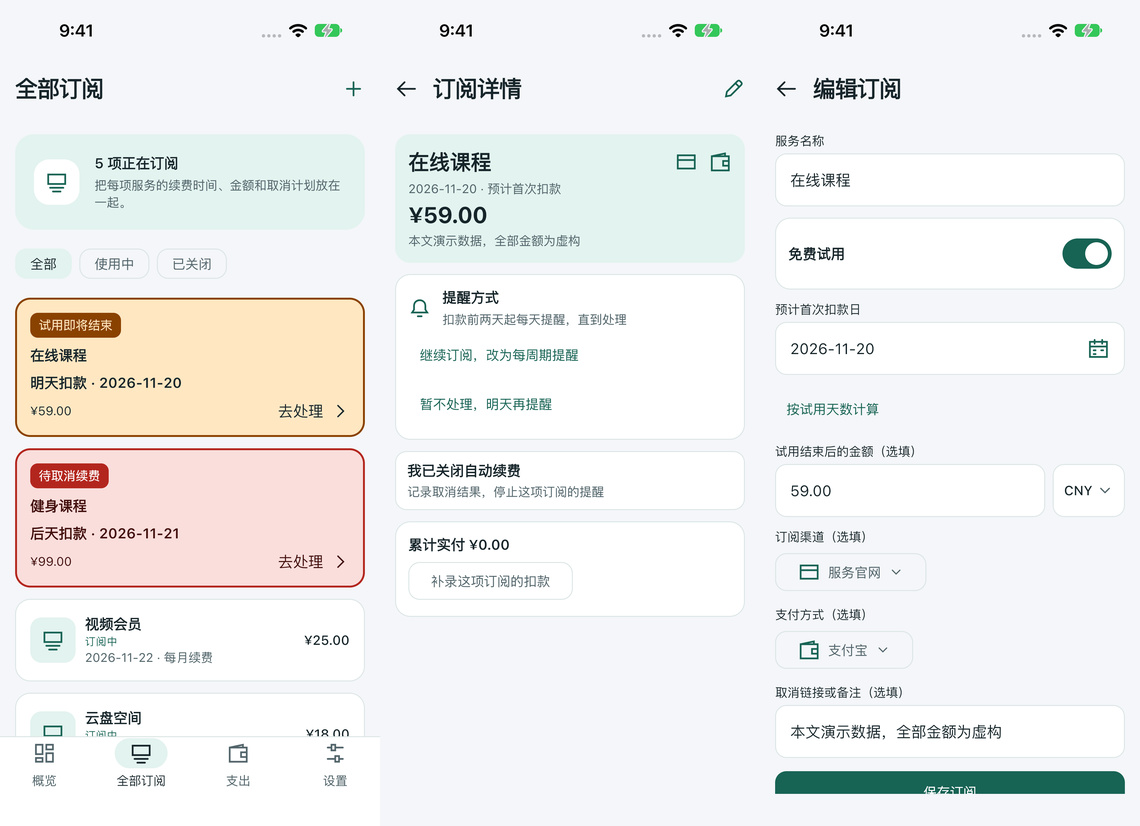 9:41
全部订阅
5 项正在订阅
把每项服务的续费时间、金额和取消计划放在
一起。
全部
使用中
已关闭
试用即将结束
在线课程
明天扣款 · 2026-11-20
¥59.00
去处理
待取消续费
健身课程
后天扣款 · 2026-11-21
¥99.00
去处理
视频会员
订阅中
2026-11-22 · 每月续费
¥25.00
云盘空间
订阅中
¥18.00
概览
全部订阅
支出
设置
9:41
订阅详情
在线课程
2026-11-20 · 预计首次扣款
¥59.00
本文演示数据，全部金额为虚构
提醒方式
扣款前两天起每天提醒，直到处理
继续订阅，改为每周期提醒
暂不处理，明天再提醒
我已关闭自动续费
记录取消结果，停止这项订阅的提醒
累计实付 ¥0.00
补录这项订阅的扣款
9:41
编辑订阅
服务名称
在线课程
免费试用
预计首次扣款日
2026-11-20
按试用天数计算
试用结束后的金额（选填）
59.00
CNY
订阅渠道（选填）
服务官网
支付方式（选填）
支付宝
取消链接或备注（选填）
本文演示数据，全部金额为虚构
保存订阅